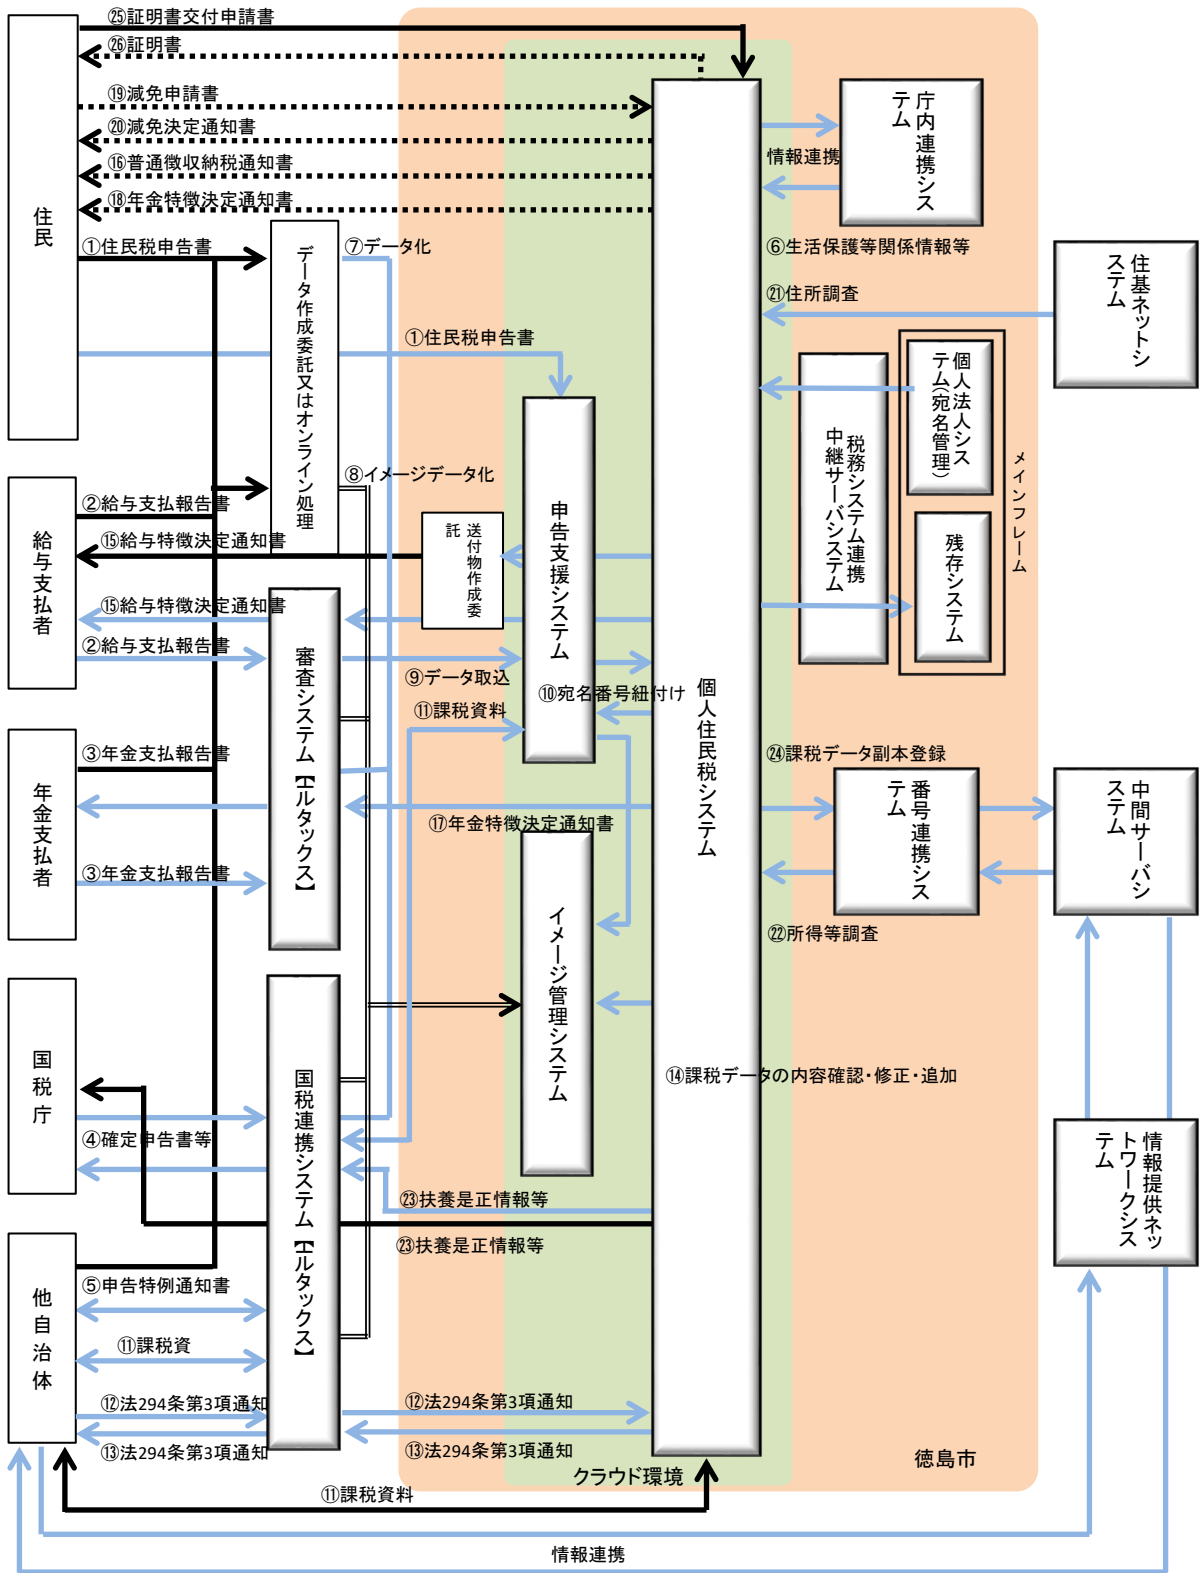 ㉕証明書交付申請書
㉖証明書
⑲減免申請書
⑳減免決定通知書
⑯普通徴収納税通知書
⑱年金特徴決定通知書
住民
①住民税申告書
⑦データ化
データ作成委託又はオンライン処理
①住民税申告書
⑧イメージデータ化
庁内連携システム
情報連携
⑥生活保護等関係情報等
住基ネットシステム
㉑住所調査
個人法人システム(宛名管理)
税務システム連携
中継サーバシステム
メインフレーム
残存システム
給与支払者
②給与支払報告書
⑮給与特徴決定通知書
送付物作成委託
申告支援システム
⑮給与特徴決定通知書
②給与支払報告書
審査システム【エルタックス】
⑨データ取込
⑩宛名番号紐付け
⑪課税資料
個人住民税システム
年金支払者
③年金支払報告書
⑰年金特徴決定通知書
③年金支払報告書
㉔課税データ副本登録
番号連携システム
中間サーバシステム
㉒所得等調査
イメージ管理システム
国税庁
④確定申告書等
国税連携システム【エルタックス】
⑭課税データの内容確認・修正・追加
㉓扶養是正情報等
㉓扶養是正情報等
情報提供ネットワークシステム
他自治体
⑤申告特例通知書
⑪課税資
⑫法294条第3項通知
⑬法294条第3項通知
⑫法294条第3項通知
⑬法294条第3項通知
クラウド環境
徳島市
⑪課税資料
情報連携